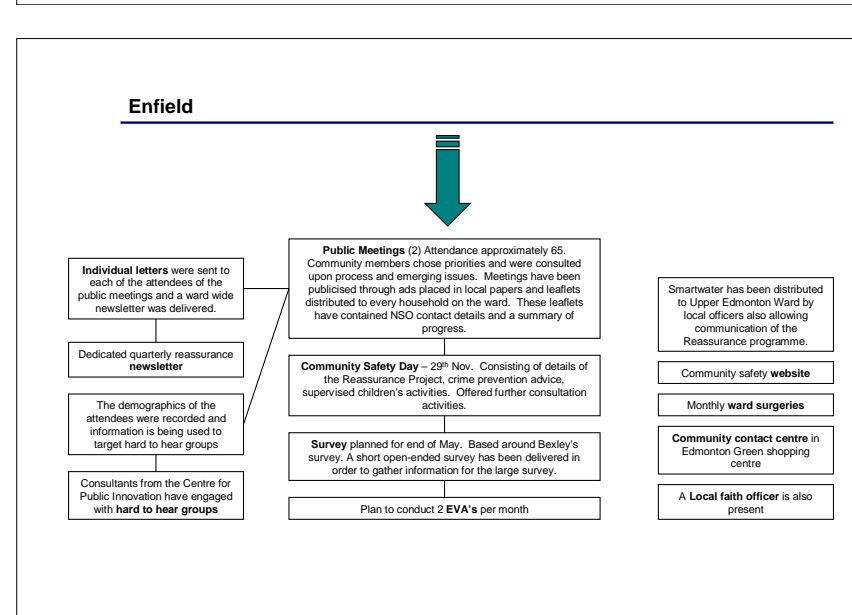 Enfield
Individual letters were sent to
each of the attendees of the
public meetings and a ward wide
newsletter was delivered.
Dedicated quarterly reassurance
newsletter
The demographics of the
attendees were recorded and
information is being used to
target hard to hear groups
Consultants from the Centre for
Public Innovation have engaged
with hard to hear groups
Public Meetings (2) Attendance approximately 65.
Community members chose priorities and were consulted
upon process and emerging issues. Meetings have been
publicised through ads placed in local papers and leaflets
distributed to every household on the ward. These leaflets
have contained NSO contact details and a summary of
progress.
Community Safety Day – 29th Nov. Consisting of details of
the Reassurance Project, crime prevention advice,
supervised children's activities. Offered further consultation
activities.
Survey planned for end of May. Based around Bexley's
survey. A short open-ended survey has been delivered in
order to gather information for the large survey.
Plan to conduct 2 EVA's per month
Smartwater has been distributed
to Upper Edmonton Ward by
local officers also allowing
communication of the
Reassurance programme.
Community safety website
Monthly ward surgeries
Community contact centre in
Edmonton Green shopping
centre
A Local faith officer is also
present